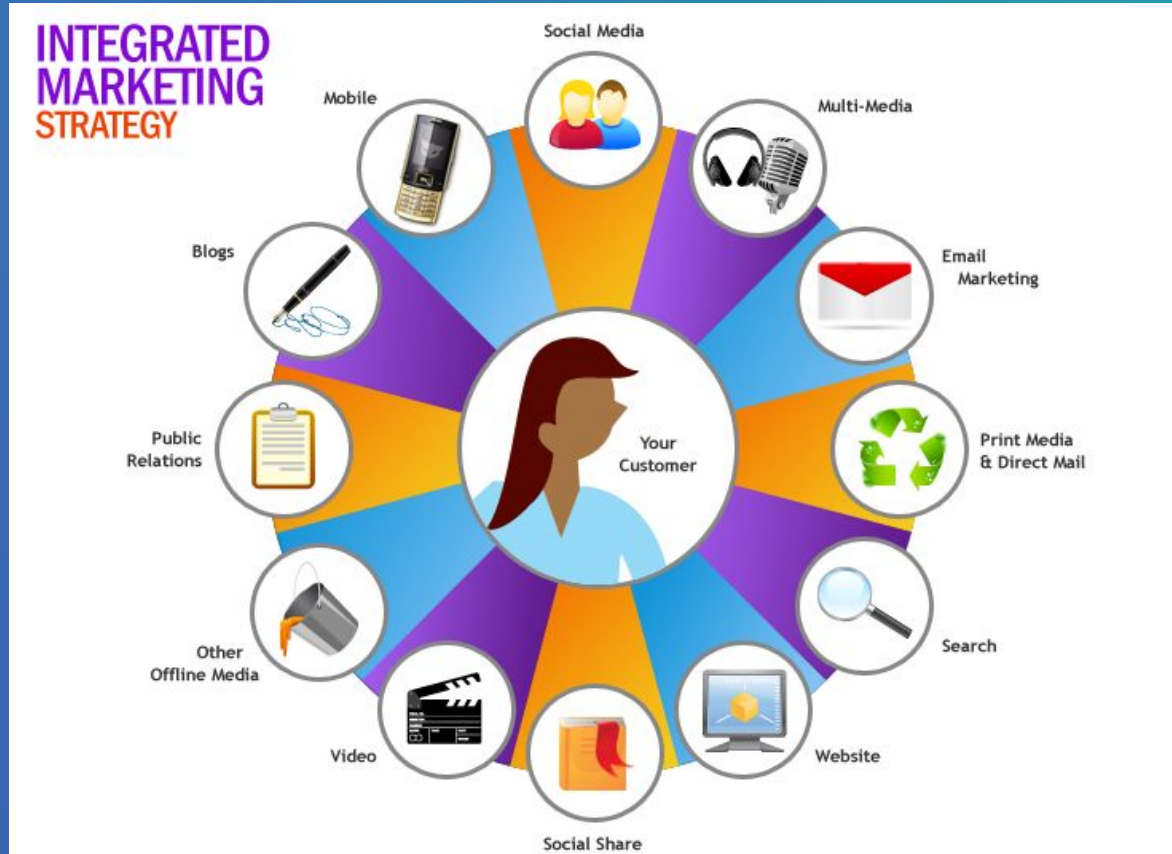 INTEGRATED
MARKETING
STRATEGY
Social Media
Multi-Media
Email
Marketing
Print Media
& Direct Mail
Search
Website
Social Share
Video
Other
Offline Media
Public
Relations
Blogs
Mobile
Your
Customer